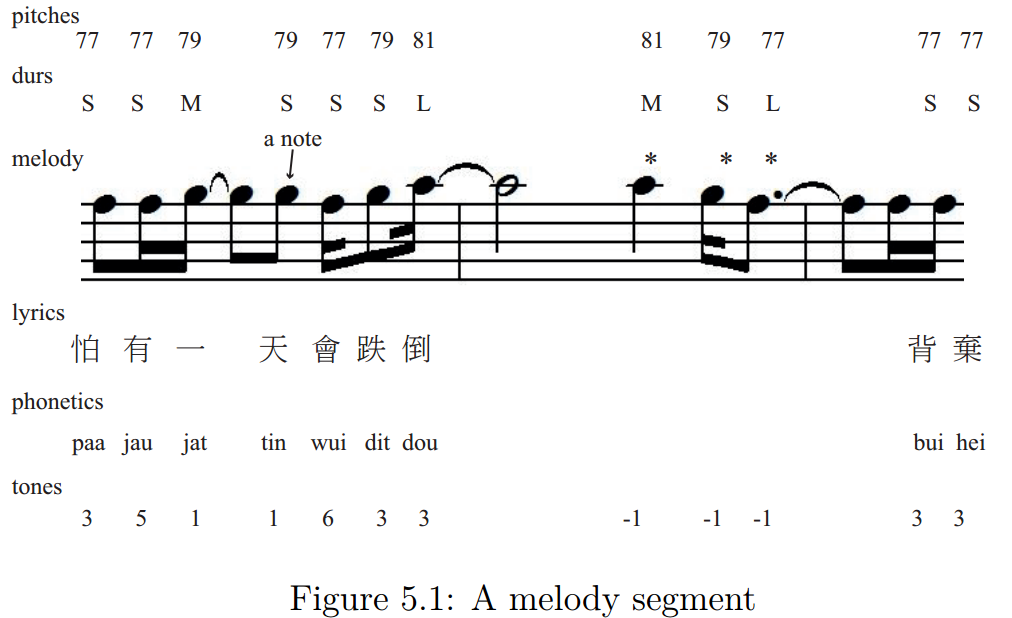 pitches
77 77 79 79 77 79 81 81 79 77 77 77
durs
S S M S S S L M S L S S
a note
melody
* * *
lyrics
怕 有 一 天 會 跌 倒 背 棄
phonetics
paa jau jat tin wui dit dou bui hei
tones
3 5 1 1 6 3 3 -1 -1 -1 3 3
Figure 5.1: A melody segment